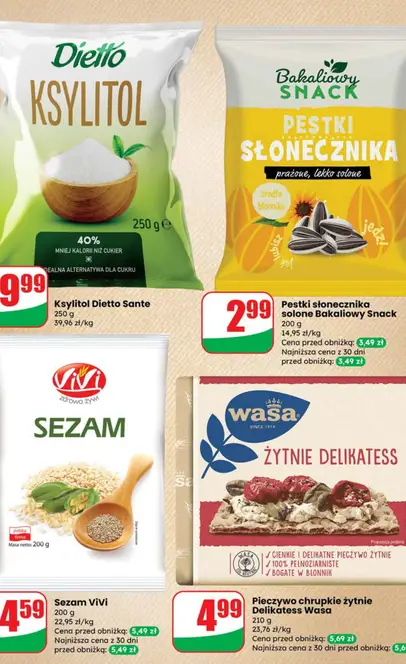 Dietto
KSYLITOL
250 g e
40%
MNIEJ KALORII NIŻ CUKIER
IDEALNA ALTERNATYWA DLA CUKRU
Bakaliowy
SNACK
PESTKI
SŁONECZNIKA
prażone, lekko solone
źródło
błonnika
łubisz
jedz!
9.99
Ksylitol Dietto Sante
250 g
39,96 zł/kg
2.99
Pestki słonecznika
solone Bakaliowy Snack
200 g
14,95 zł/kg
Cena przed obniżką: 3,49 zł
Najniższa cena z 30 dni
przed obniżką: 3,49 zł
ViVi
zdrowo żywi
SEZAM
Masa netto: 200 g
wasa
SINCE 1919
ŻYTNIE DELIKATESS
✓ CIENKIE I DELIKATNE PIECZYWO ŻYTNIE
✓ 100% PEŁNOZIARNISTE
✓ BOGATE W BŁONNIK
4.59
Sezam ViVi
200 g
22,95 zł/kg
Cena przed obniżką: 5,49 zł
Najniższa cena z 30 dni
przed obniżką: 5,49 zł
4.99
Pieczywo chrupkie żytnie
Delikatess Wasa
210 g
23,76 zł/kg
Cena przed obniżką: 5,69 zł
Najniższa cena z 30 dni przed obniżką: 5,6